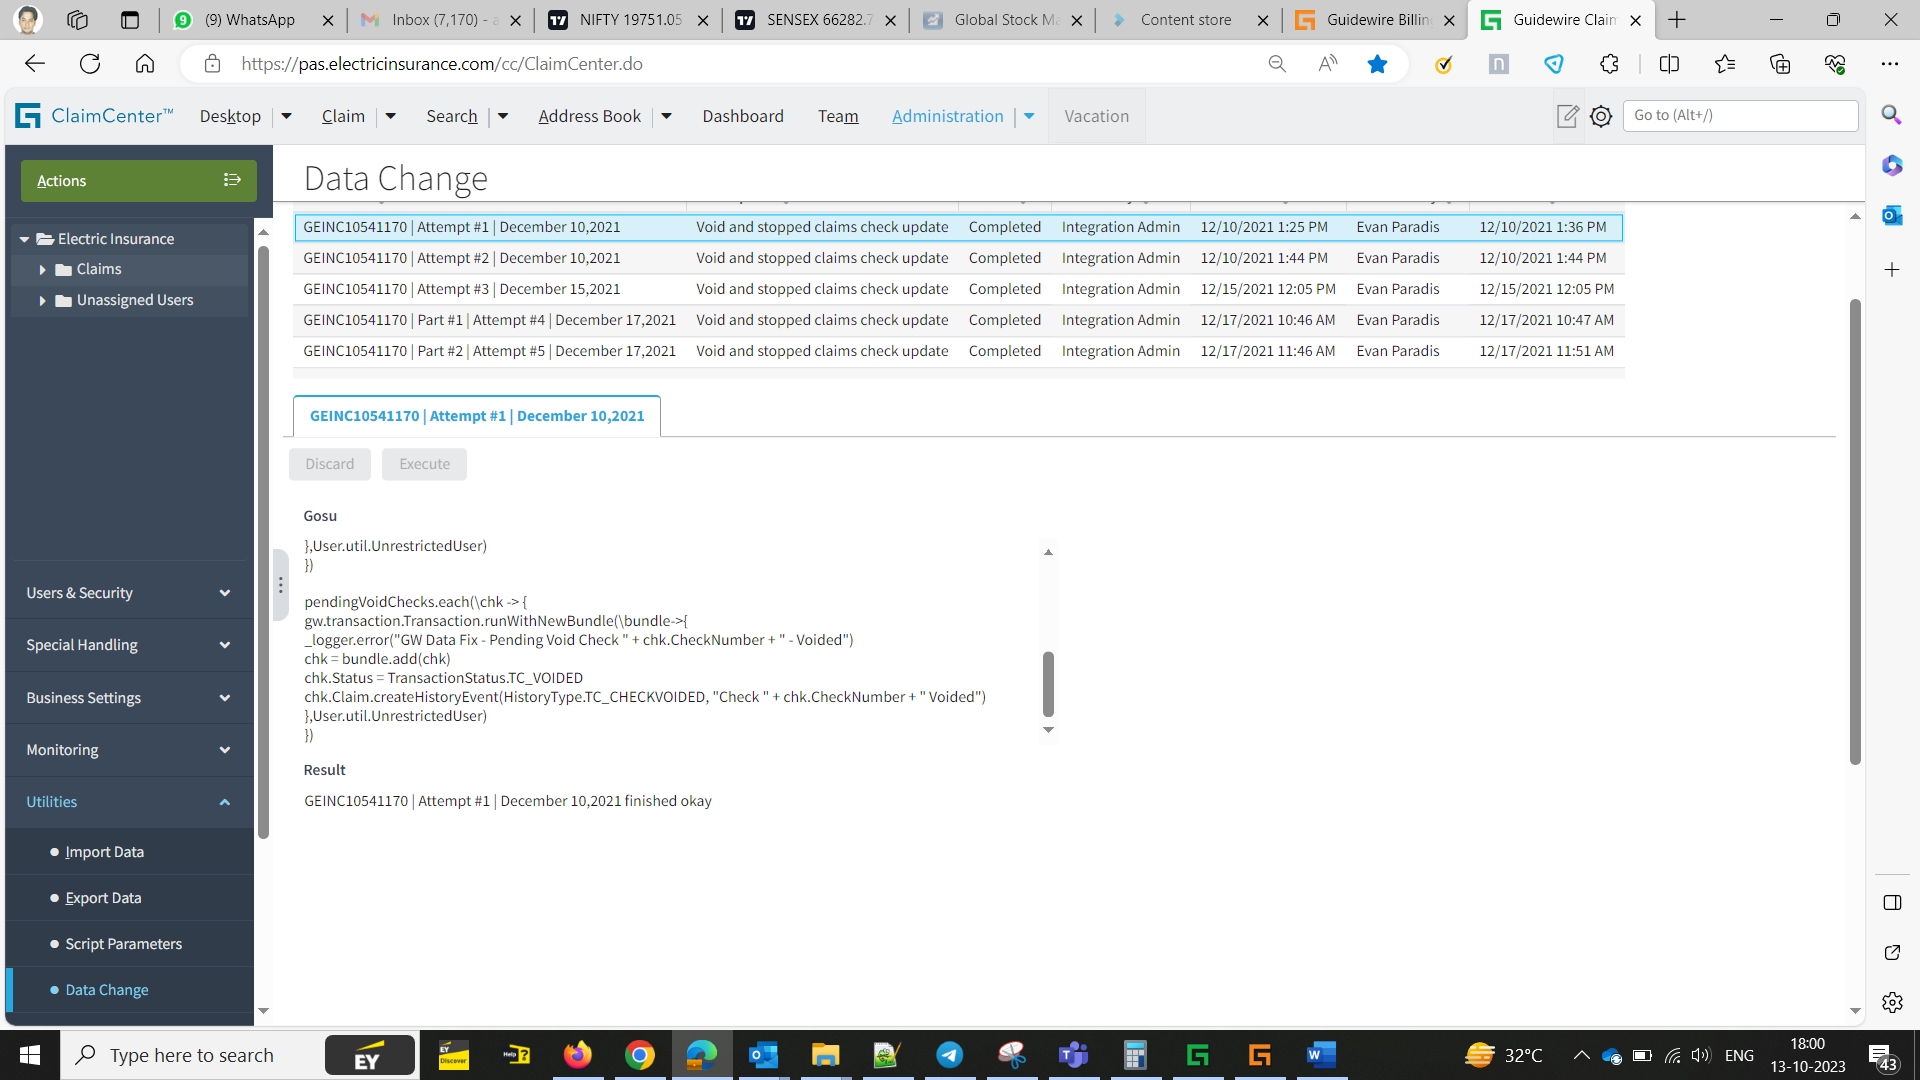 (9) WhatsApp
Inbox (7,170) - a
NIFTY 19751.05
SENSEX 66282.7
Global Stock Ma
Content store
Guidewire Billin
Guidewire Claim
https://pas.electricinsurance.com/cc/ClaimCenter.do
ClaimCenter™
Desktop
Claim
Search
Address Book
Dashboard
Team
Administration
Vacation
Go to (Alt+/)
Actions
Electric Insurance
Claims
Unassigned Users
Users & Security
Special Handling
Business Settings
Monitoring
Utilities
Import Data
Export Data
Script Parameters
Data Change
Data Change
GEINC10541170 | Attempt #1 | December 10,2021 Void and stopped claims check update Completed Integration Admin 12/10/2021 1:25 PM Evan Paradis 12/10/2021 1:36 PM
GEINC10541170 | Attempt #2 | December 10,2021 Void and stopped claims check update Completed Integration Admin 12/10/2021 1:44 PM Evan Paradis 12/10/2021 1:44 PM
GEINC10541170 | Attempt #3 | December 15,2021 Void and stopped claims check update Completed Integration Admin 12/15/2021 12:05 PM Evan Paradis 12/15/2021 12:05 PM
GEINC10541170 | Part #1 | Attempt #4 | December 17,2021 Void and stopped claims check update Completed Integration Admin 12/17/2021 10:46 AM Evan Paradis 12/17/2021 10:47 AM
GEINC10541170 | Part #2 | Attempt #5 | December 17,2021 Void and stopped claims check update Completed Integration Admin 12/17/2021 11:46 AM Evan Paradis 12/17/2021 11:51 AM
GEINC10541170 | Attempt #1 | December 10,2021
Discard
Execute
Gosu
},User.util.UnrestrictedUser)
})
pendingVoidChecks.each(\chk -> {
gw.transaction.Transaction.runWithNewBundle(\bundle->{
_logger.error("GW Data Fix - Pending Void Check " + chk.CheckNumber + " - Voided")
chk = bundle.add(chk)
chk.Status = TransactionStatus.TC_VOIDED
chk.Claim.createHistoryEvent(HistoryType.TC_CHECKVOIDED, "Check " + chk.CheckNumber + " Voided")
},User.util.UnrestrictedUser)
})
Result
GEINC10541170 | Attempt #1 | December 10,2021 finished okay
Type here to search
EY
EY Discover
Help ?
32°C
ENG
18:00
13-10-2023
43